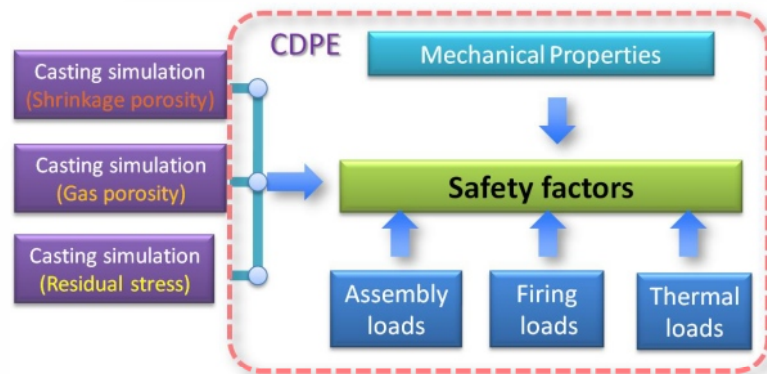 CDPE
Mechanical Properties
Casting simulation
(Shrinkage porosity)
Casting simulation
(Gas porosity)
Casting simulation
(Residual stress)
Safety factors
Assembly
loads
Firing
loads
Thermal
loads